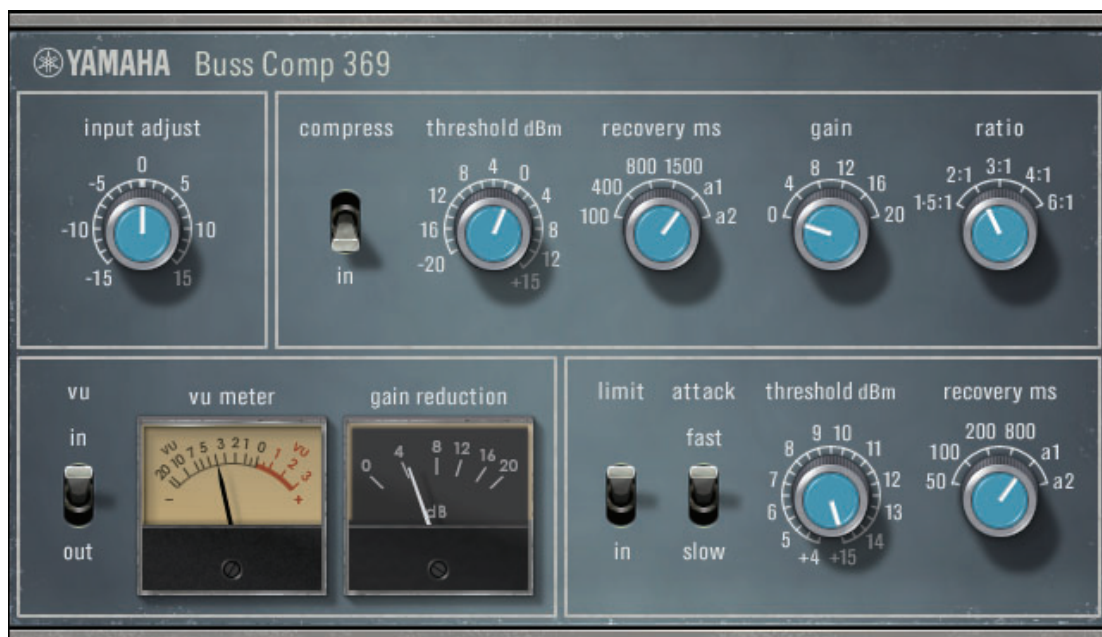 YAMAHA Buss Comp 369
input adjust
-15 -10 -5 0 5 10 15
compress
in
threshold dBm
-20 16 12 8 4 0 4 8 12 +15
recovery ms
100 400 800 1500 a1 a2
gain
0 4 8 12 16 20
ratio
1·5:1 2:1 3:1 4:1 6:1
vu
in
out
vu meter
VU VU
20 10 7 5 3 2 1 0 1 2 3
- +
gain reduction
0 4 8 12 16 20
dB
limit
in
attack
fast
slow
threshold dBm
+4 5 6 7 8 9 10 11 12 13 14 +15
recovery ms
50 100 200 800 a1 a2